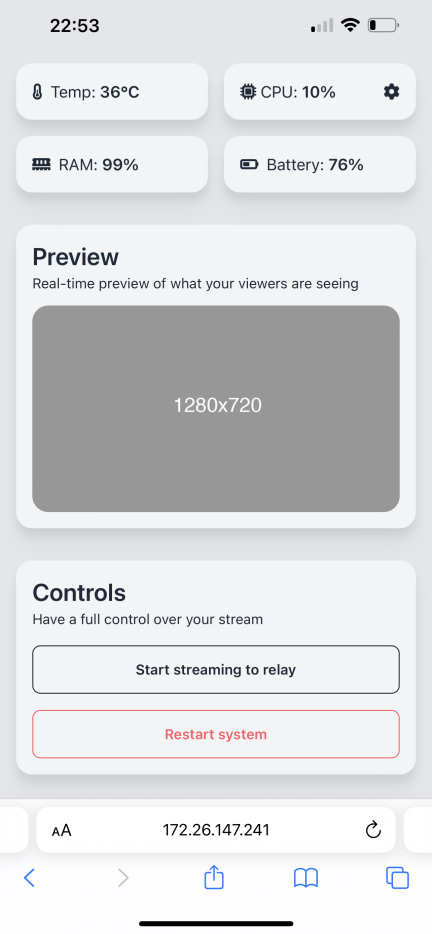 22:53
Temp: 36°C
CPU: 10%
RAM: 99%
Battery: 76%
Preview
Real-time preview of what your viewers are seeing
1280x720
Controls
Have a full control over your stream
Start streaming to relay
Restart system
AA
172.26.147.241